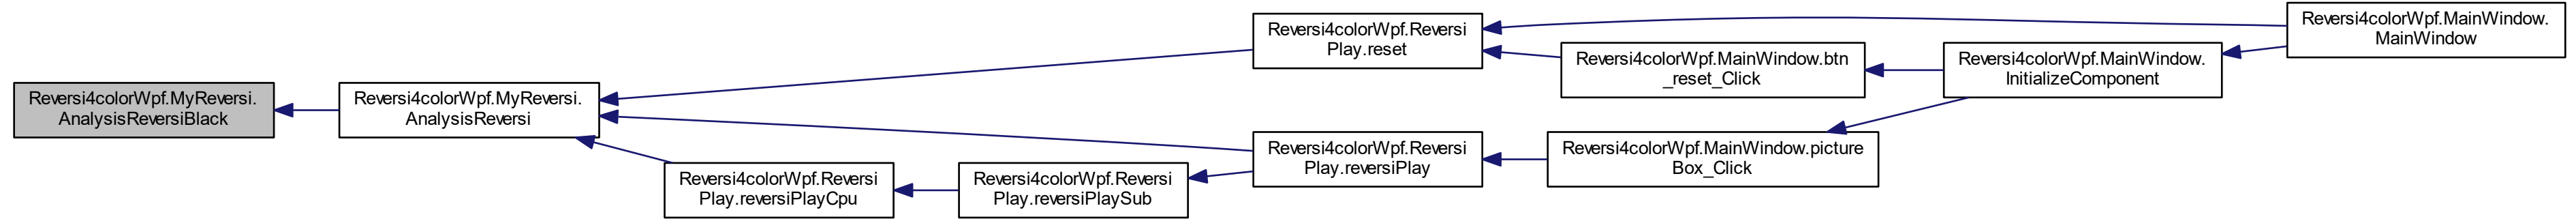 Reversi4colorWpf.MyReversi.
AnalysisReversiBlack
Reversi4colorWpf.MyReversi.
AnalysisReversi
Reversi4colorWpf.Reversi
Play.reset
Reversi4colorWpf.MainWindow.
MainWindow
Reversi4colorWpf.MainWindow.btn
_reset_Click
Reversi4colorWpf.MainWindow.
InitializeComponent
Reversi4colorWpf.Reversi
Play.reversiPlay
Reversi4colorWpf.MainWindow.picture
Box_Click
Reversi4colorWpf.Reversi
Play.reversiPlayCpu
Reversi4colorWpf.Reversi
Play.reversiPlaySub